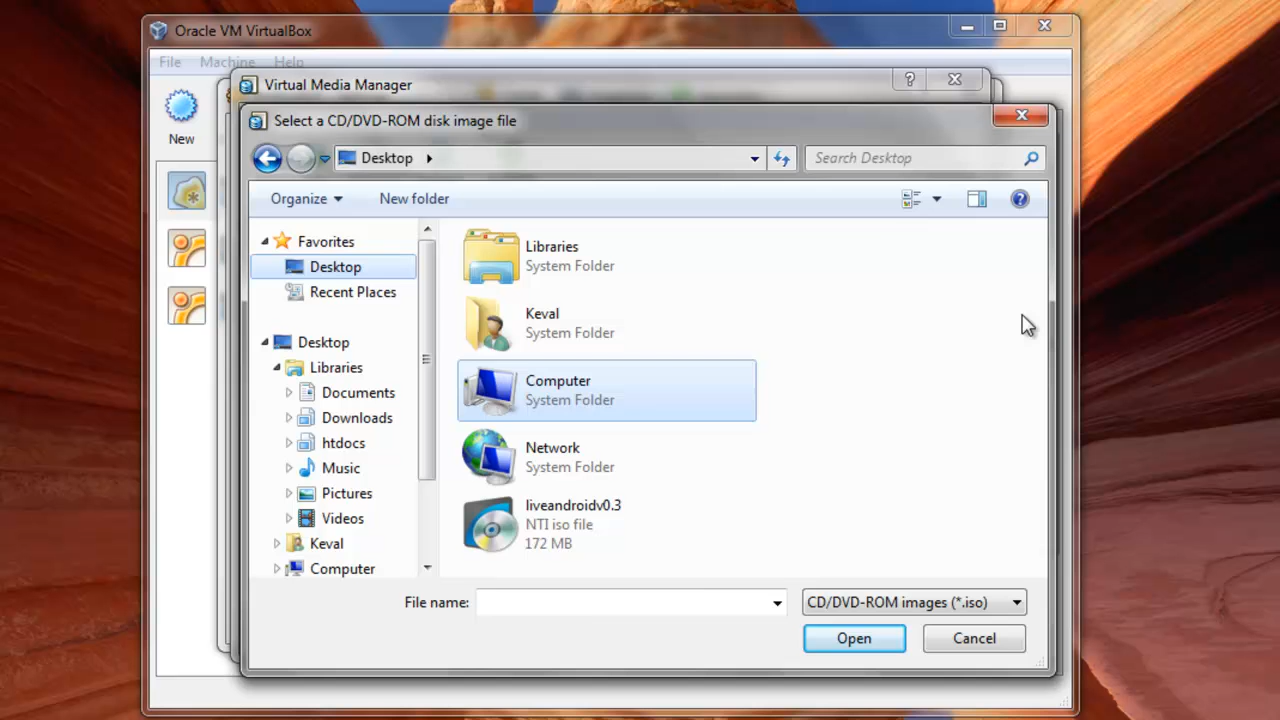 Oracle VM VirtualBox
File Machine Help
Virtual Media Manager
?
New
Select a CD/DVD-ROM disk image file
Desktop
Search Desktop
Organize
New folder
?
Favorites
Desktop
Recent Places
Desktop
Libraries
Documents
Downloads
htdocs
Music
Pictures
Videos
Keval
Computer
Libraries
System Folder
Keval
System Folder
Computer
System Folder
Network
System Folder
liveandroidv0.3
NTI iso file
172 MB
File name:
CD/DVD-ROM images (*.iso)
Open
Cancel